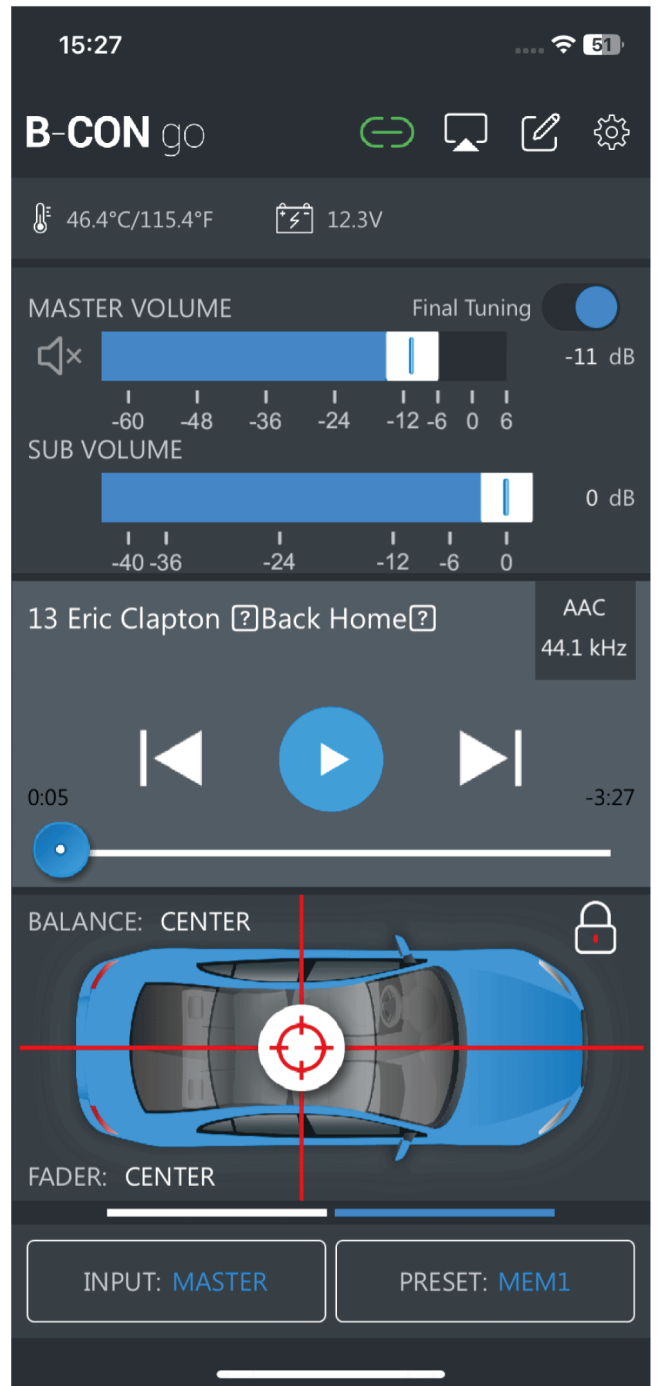 15:27
51
B-CON go
46.4°C/115.4°F 12.3V
MASTER VOLUME Final Tuning
-11 dB
-60 -48 -36 -24 -12 -6 0 6
SUB VOLUME
0 dB
-40 -36 -24 -12 -6 0
13 Eric Clapton ?Back Home? AAC
44.1 kHz
0:05 -3:27
BALANCE: CENTER
FADER: CENTER
INPUT: MASTER PRESET: MEM1